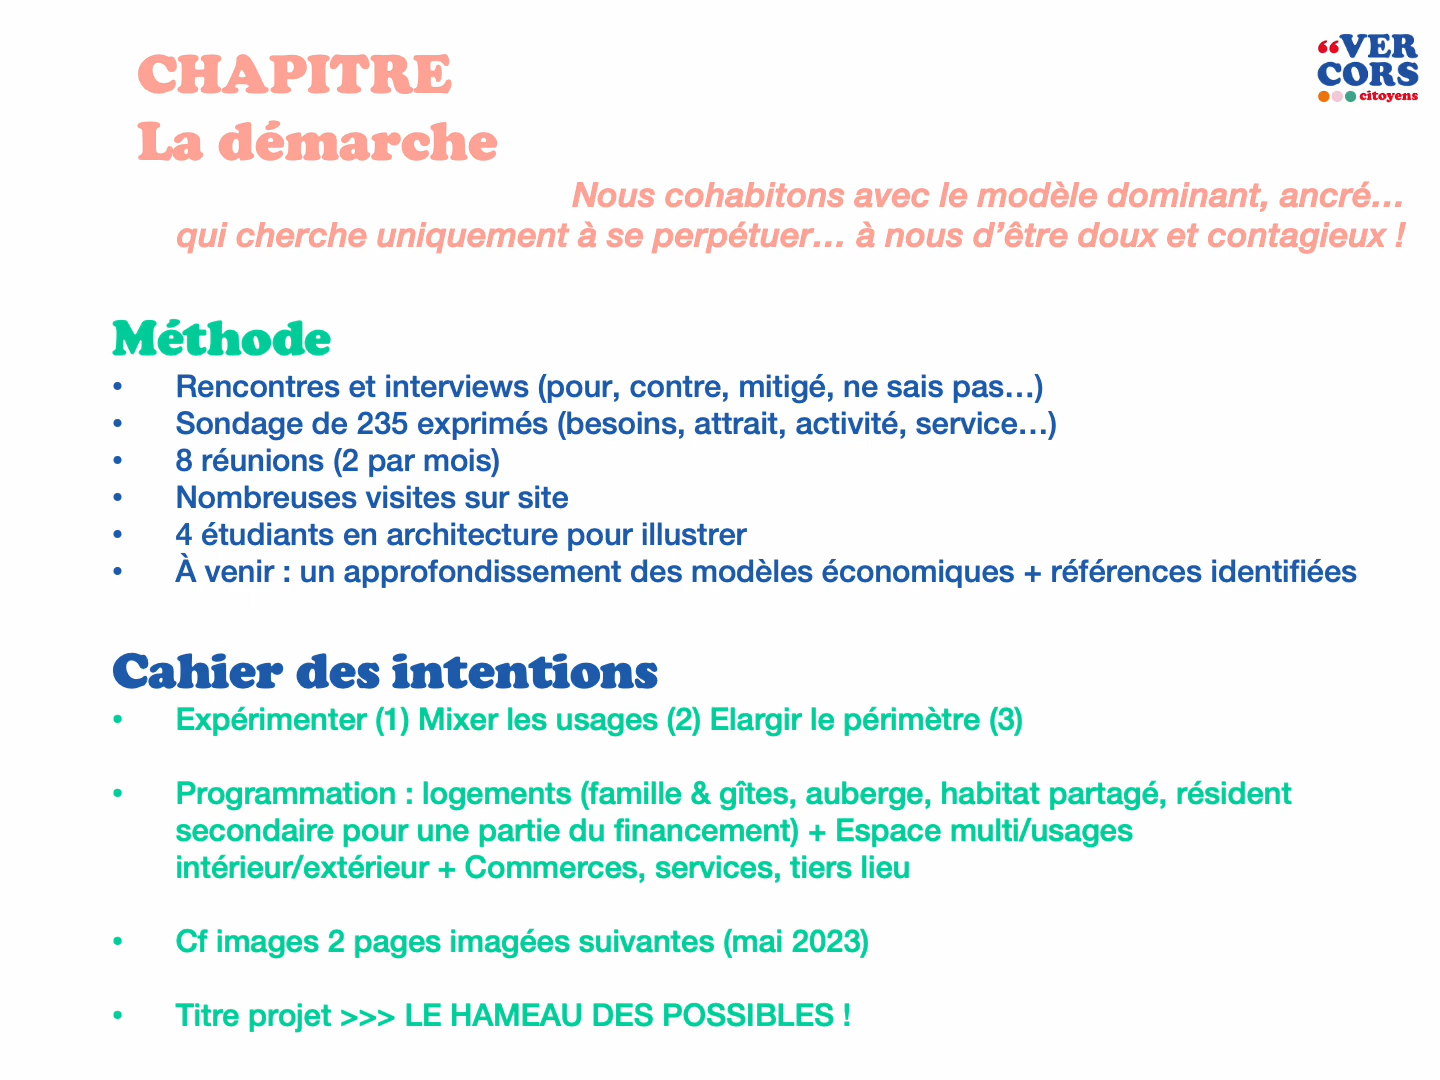 CHAPITRE
La démarche
“VER
CORS
citoyens
Nous cohabitons avec le modèle dominant, ancré…
qui cherche uniquement à se perpétuer… à nous d’être doux et contagieux !
Méthode
• Rencontres et interviews (pour, contre, mitigé, ne sais pas…)
• Sondage de 235 exprimés (besoins, attrait, activité, service…)
• 8 réunions (2 par mois)
• Nombreuses visites sur site
• 4 étudiants en architecture pour illustrer
• À venir : un approfondissement des modèles économiques + références identifiées
Cahier des intentions
• Expérimenter (1) Mixer les usages (2) Elargir le périmètre (3)
• Programmation : logements (famille & gîtes, auberge, habitat partagé, résident
secondaire pour une partie du financement) + Espace multi/usages
intérieur/extérieur + Commerces, services, tiers lieu
• Cf images 2 pages imagées suivantes (mai 2023)
• Titre projet >>> LE HAMEAU DES POSSIBLES !